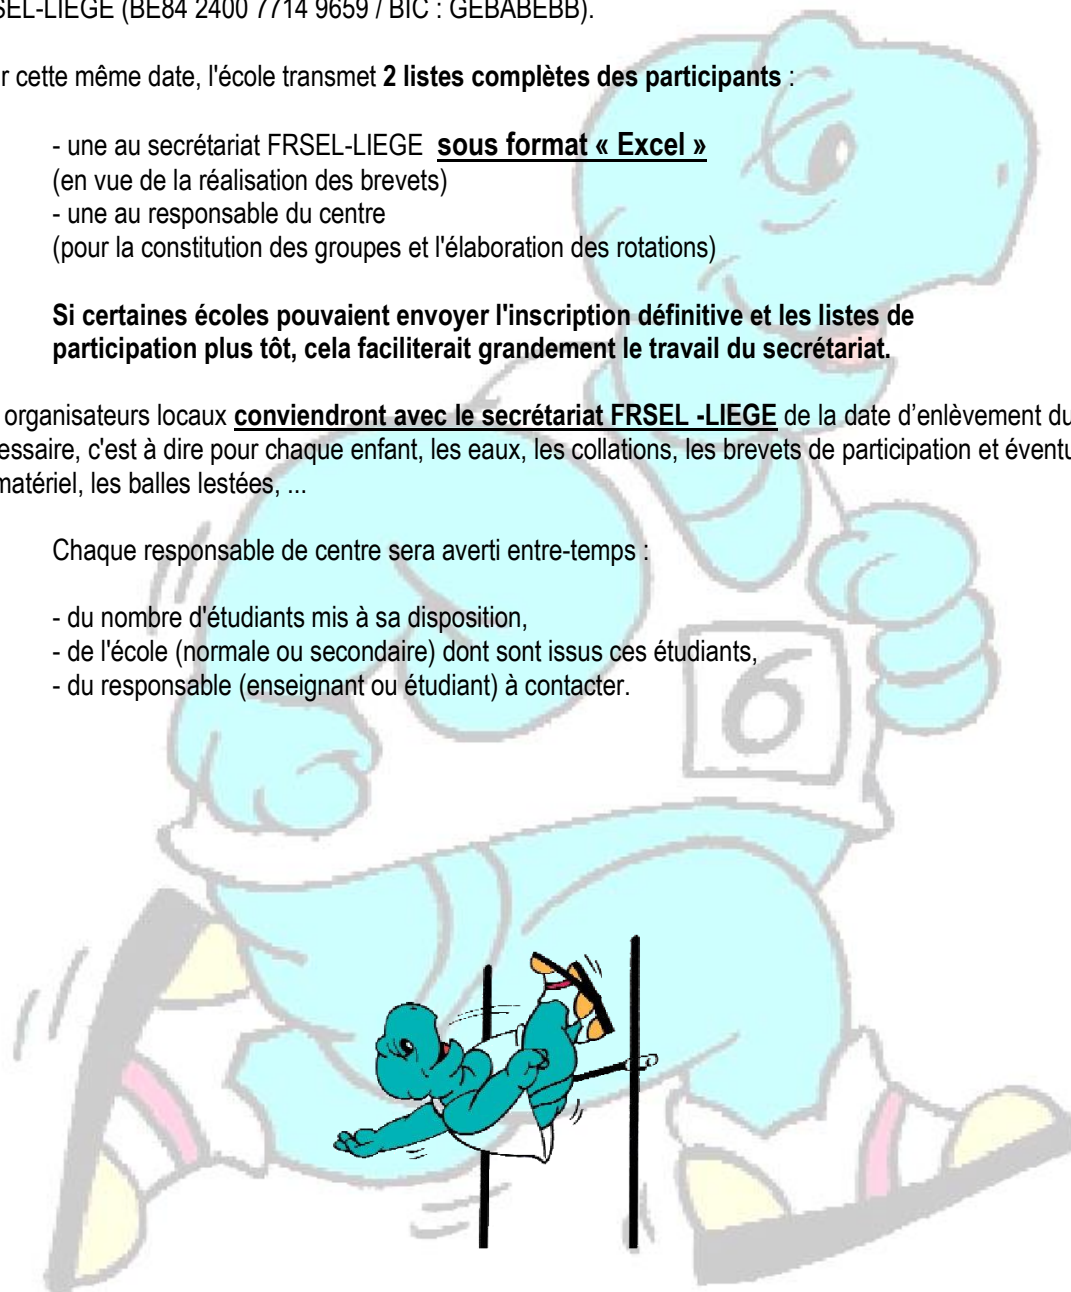 SEL-LIEGE (BE84 2400 7714 9659 / BIC : GEBABEBB).
r cette même date, l'école transmet 2 listes complètes des participants :
- une au secrétariat FRSEL-LIEGE sous format « Excel »
(en vue de la réalisation des brevets)
- une au responsable du centre
(pour la constitution des groupes et l'élaboration des rotations)
Si certaines écoles pouvaient envoyer l'inscription définitive et les listes de
participation plus tôt, cela faciliterait grandement le travail du secrétariat.
organisateurs locaux conviendront avec le secrétariat FRSEL -LIEGE de la date d’enlèvement du
essaire, c'est à dire pour chaque enfant, les eaux, les collations, les brevets de participation et éventu
matériel, les balles lestées, ...
Chaque responsable de centre sera averti entre-temps :
- du nombre d'étudiants mis à sa disposition,
- de l'école (normale ou secondaire) dont sont issus ces étudiants,
- du responsable (enseignant ou étudiant) à contacter.
6